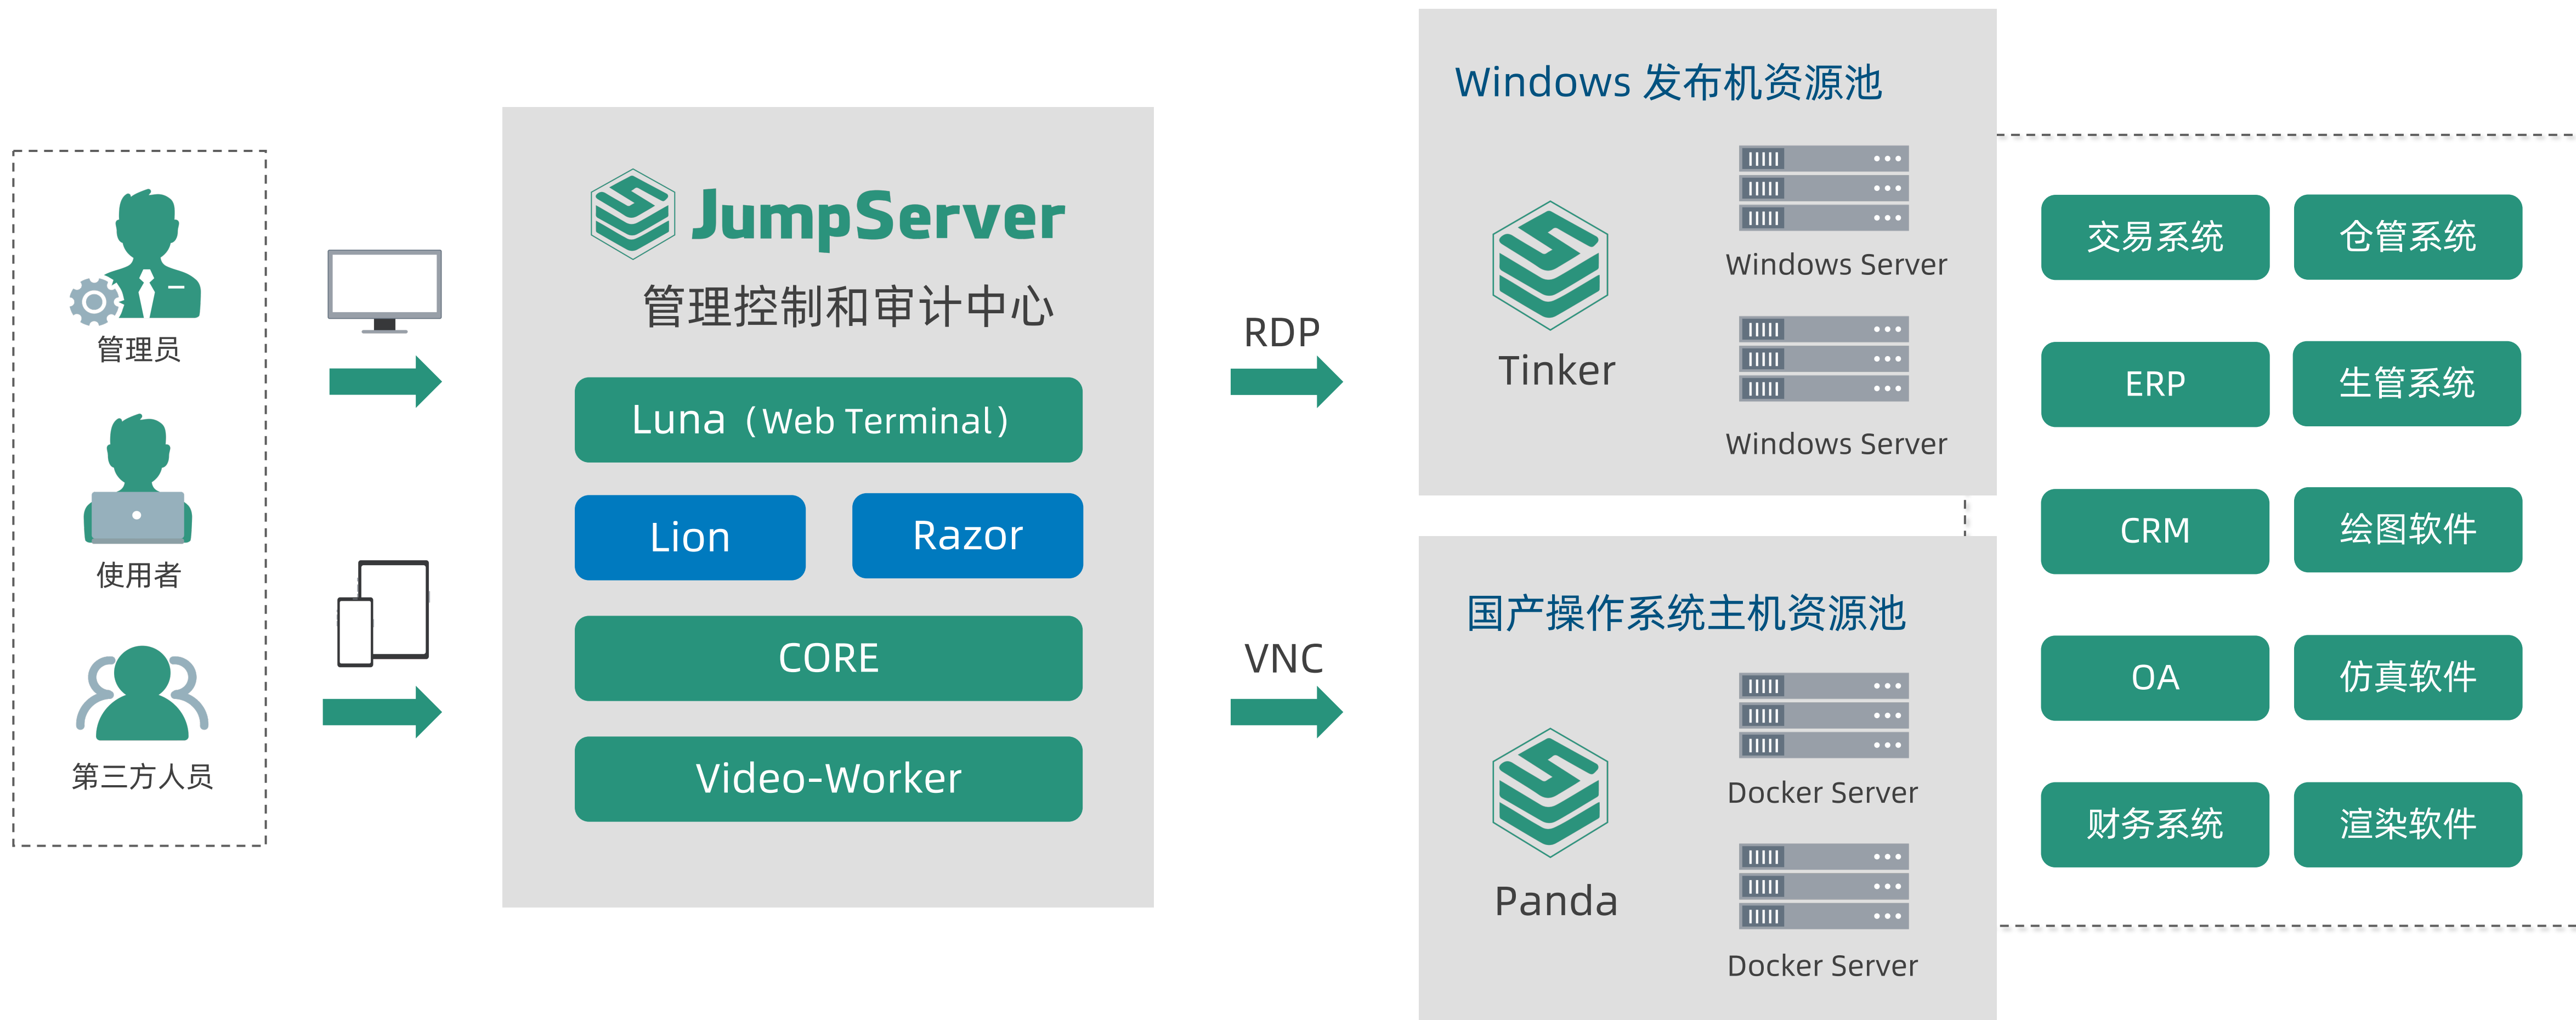 管理员
使用者
第三方人员
JumpServer
管理控制和审计中心
Luna（Web Terminal）
Lion
Razor
CORE
Video-Worker
RDP
VNC
Windows 发布机资源池
Tinker
Windows Server
Windows Server
国产操作系统主机资源池
Panda
Docker Server
Docker Server
交易系统
仓管系统
ERP
生管系统
CRM
绘图软件
OA
仿真软件
财务系统
渲染软件